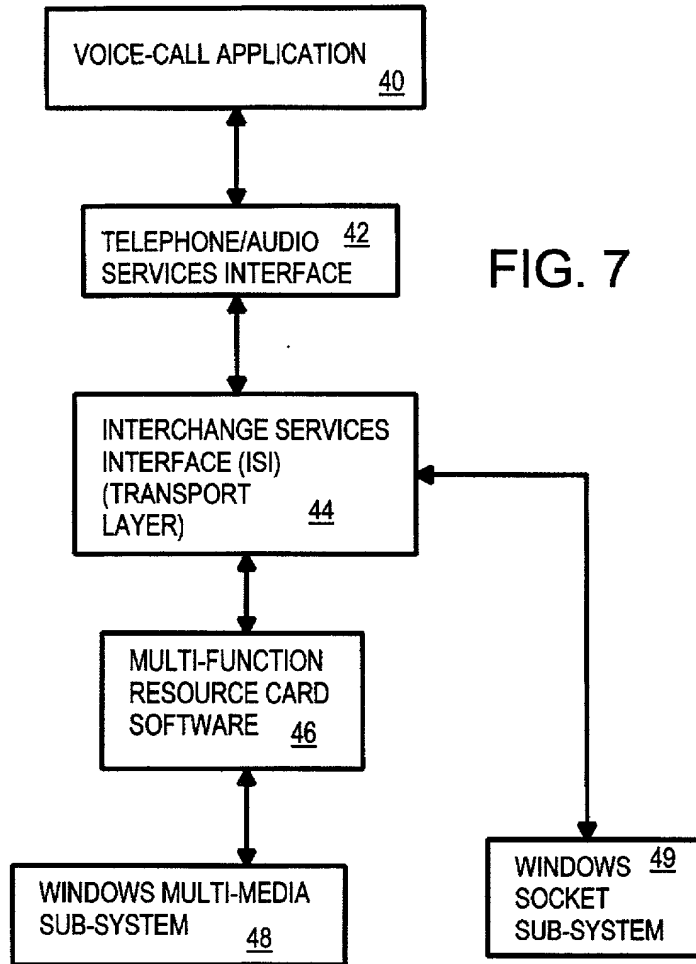 VOICE-CALL APPLICATION
40
TELEPHONE/AUDIO 42
SERVICES INTERFACE
FIG. 7
INTERCHANGE SERVICES
INTERFACE (ISI)
(TRANSPORT
LAYER)
44
MULTI-FUNCTION
RESOURCE CARD
SOFTWARE
46
WINDOWS MULTI-MEDIA
SUB-SYSTEM
48
WINDOWS 49
SOCKET
SUB-SYSTEM